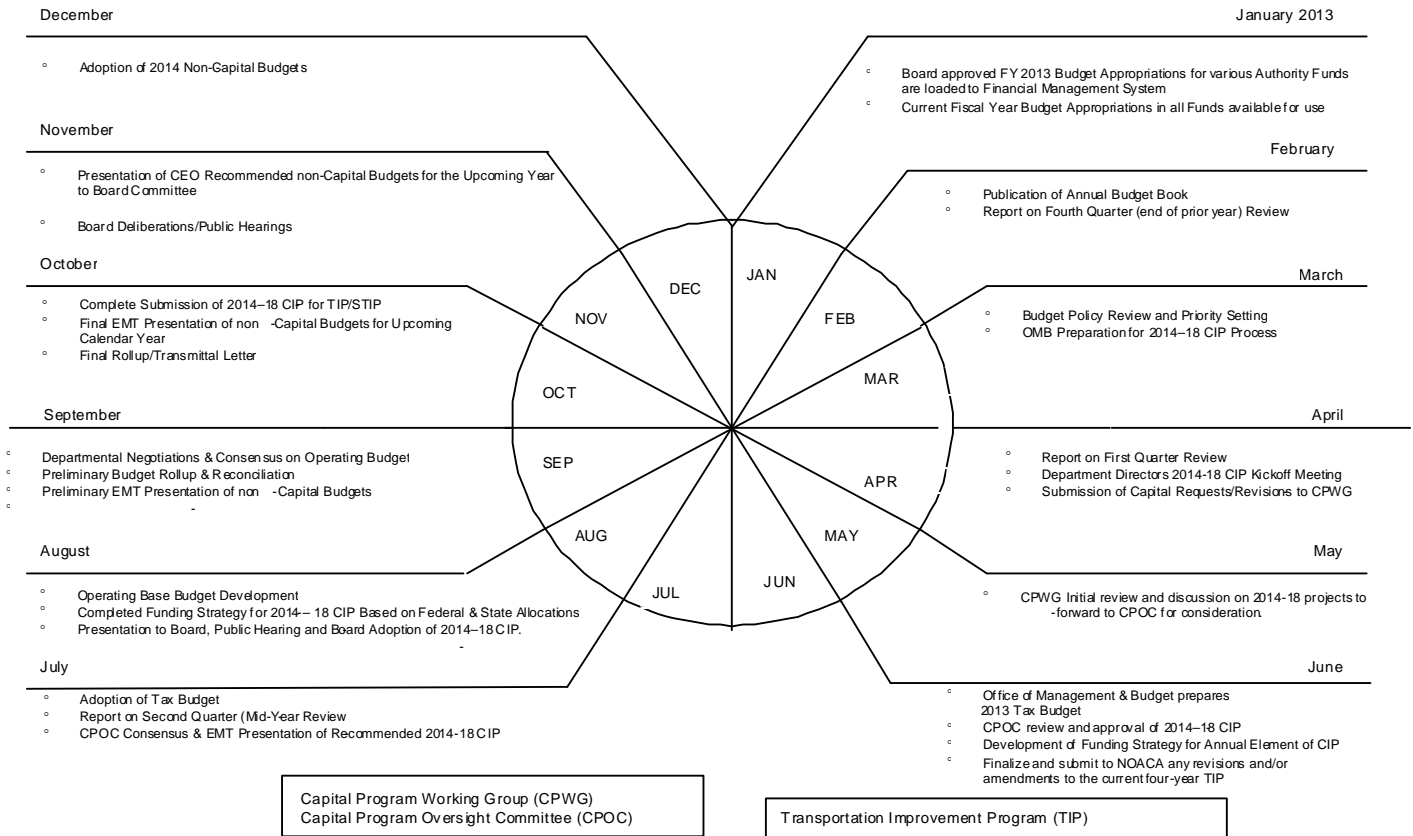 December
° Adoption of 2014 Non-Capital Budgets
November
° Presentation of CEO Recommended non-Capital Budgets for the Upcoming Year
to Board Committee
° Board Deliberations/Public Hearings
October
° Complete Submission of 2014–18 CIP for TIP/STIP
° Final EMT Presentation of non -Capital Budgets for Upcoming
Calendar Year
° Final Rollup/Transmittal Letter
September
° Departmental Negotiations & Consensus on Operating Budget
° Preliminary Budget Rollup & Reconciliation
° Preliminary EMT Presentation of non -Capital Budgets
° -
August
° Operating Base Budget Development
° Completed Funding Strategy for 2014-– 18 CIP Based on Federal & State Allocations
° Presentation to Board, Public Hearing and Board Adoption of 2014–18 CIP.
-
July
° Adoption of Tax Budget
° Report on Second Quarter (Mid-Year Review
° CPOC Consensus & EMT Presentation of Recommended 2014-18 CIP
January 2013
° Board approved FY 2013 Budget Appropriations for various Authority Funds
are loaded to Financial Management System
° Current Fiscal Year Budget Appropriations in all Funds available for use
February
° Publication of Annual Budget Book
° Report on Fourth Quarter (end of prior year) Review
March
° Budget Policy Review and Priority Setting
° OMB Preparation for 2014–18 CIP Process
April
° Report on First Quarter Review
° Department Directors 2014-18 CIP Kickoff Meeting
° Submission of Capital Requests/Revisions to CPWG
May
° CPWG Initial review and discussion on 2014-18 projects to
-forward to CPOC for consideration.
June
° Office of Management & Budget prepares
2013 Tax Budget
° CPOC review and approval of 2014–18 CIP
° Development of Funding Strategy for Annual Element of CIP
° Finalize and submit to NOACA any revisions and/or
amendments to the current four-year TIP
JAN
FEB
MAR
APR
MAY
JUN
JUL
AUG
SEP
OCT
NOV
DEC
Capital Program Working Group (CPWG)
Capital Program Oversight Committee (CPOC)
Transportation Improvement Program (TIP)